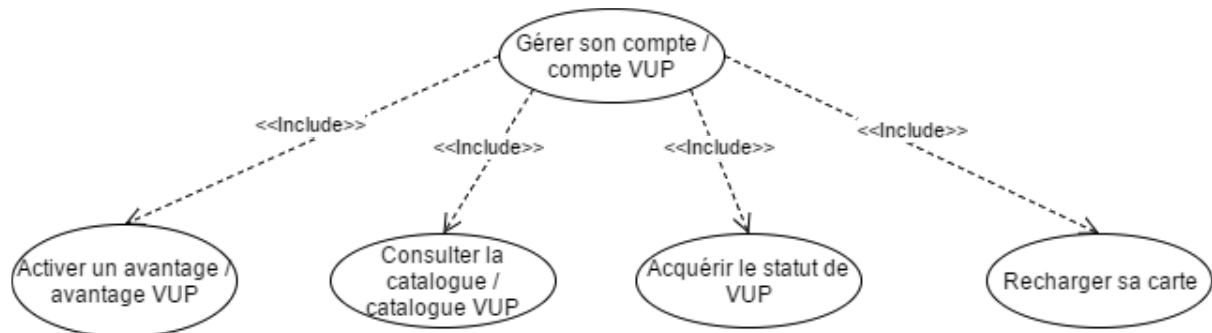 Gérer son compte /
compte VUP
<<Include>>
<<Include>>
<<Include>>
<<Include>>
Activer un avantage /
avantage VUP
Consulter la
catalogue /
catalogue VUP
Acquérir le statut de
VUP
Recharger sa carte